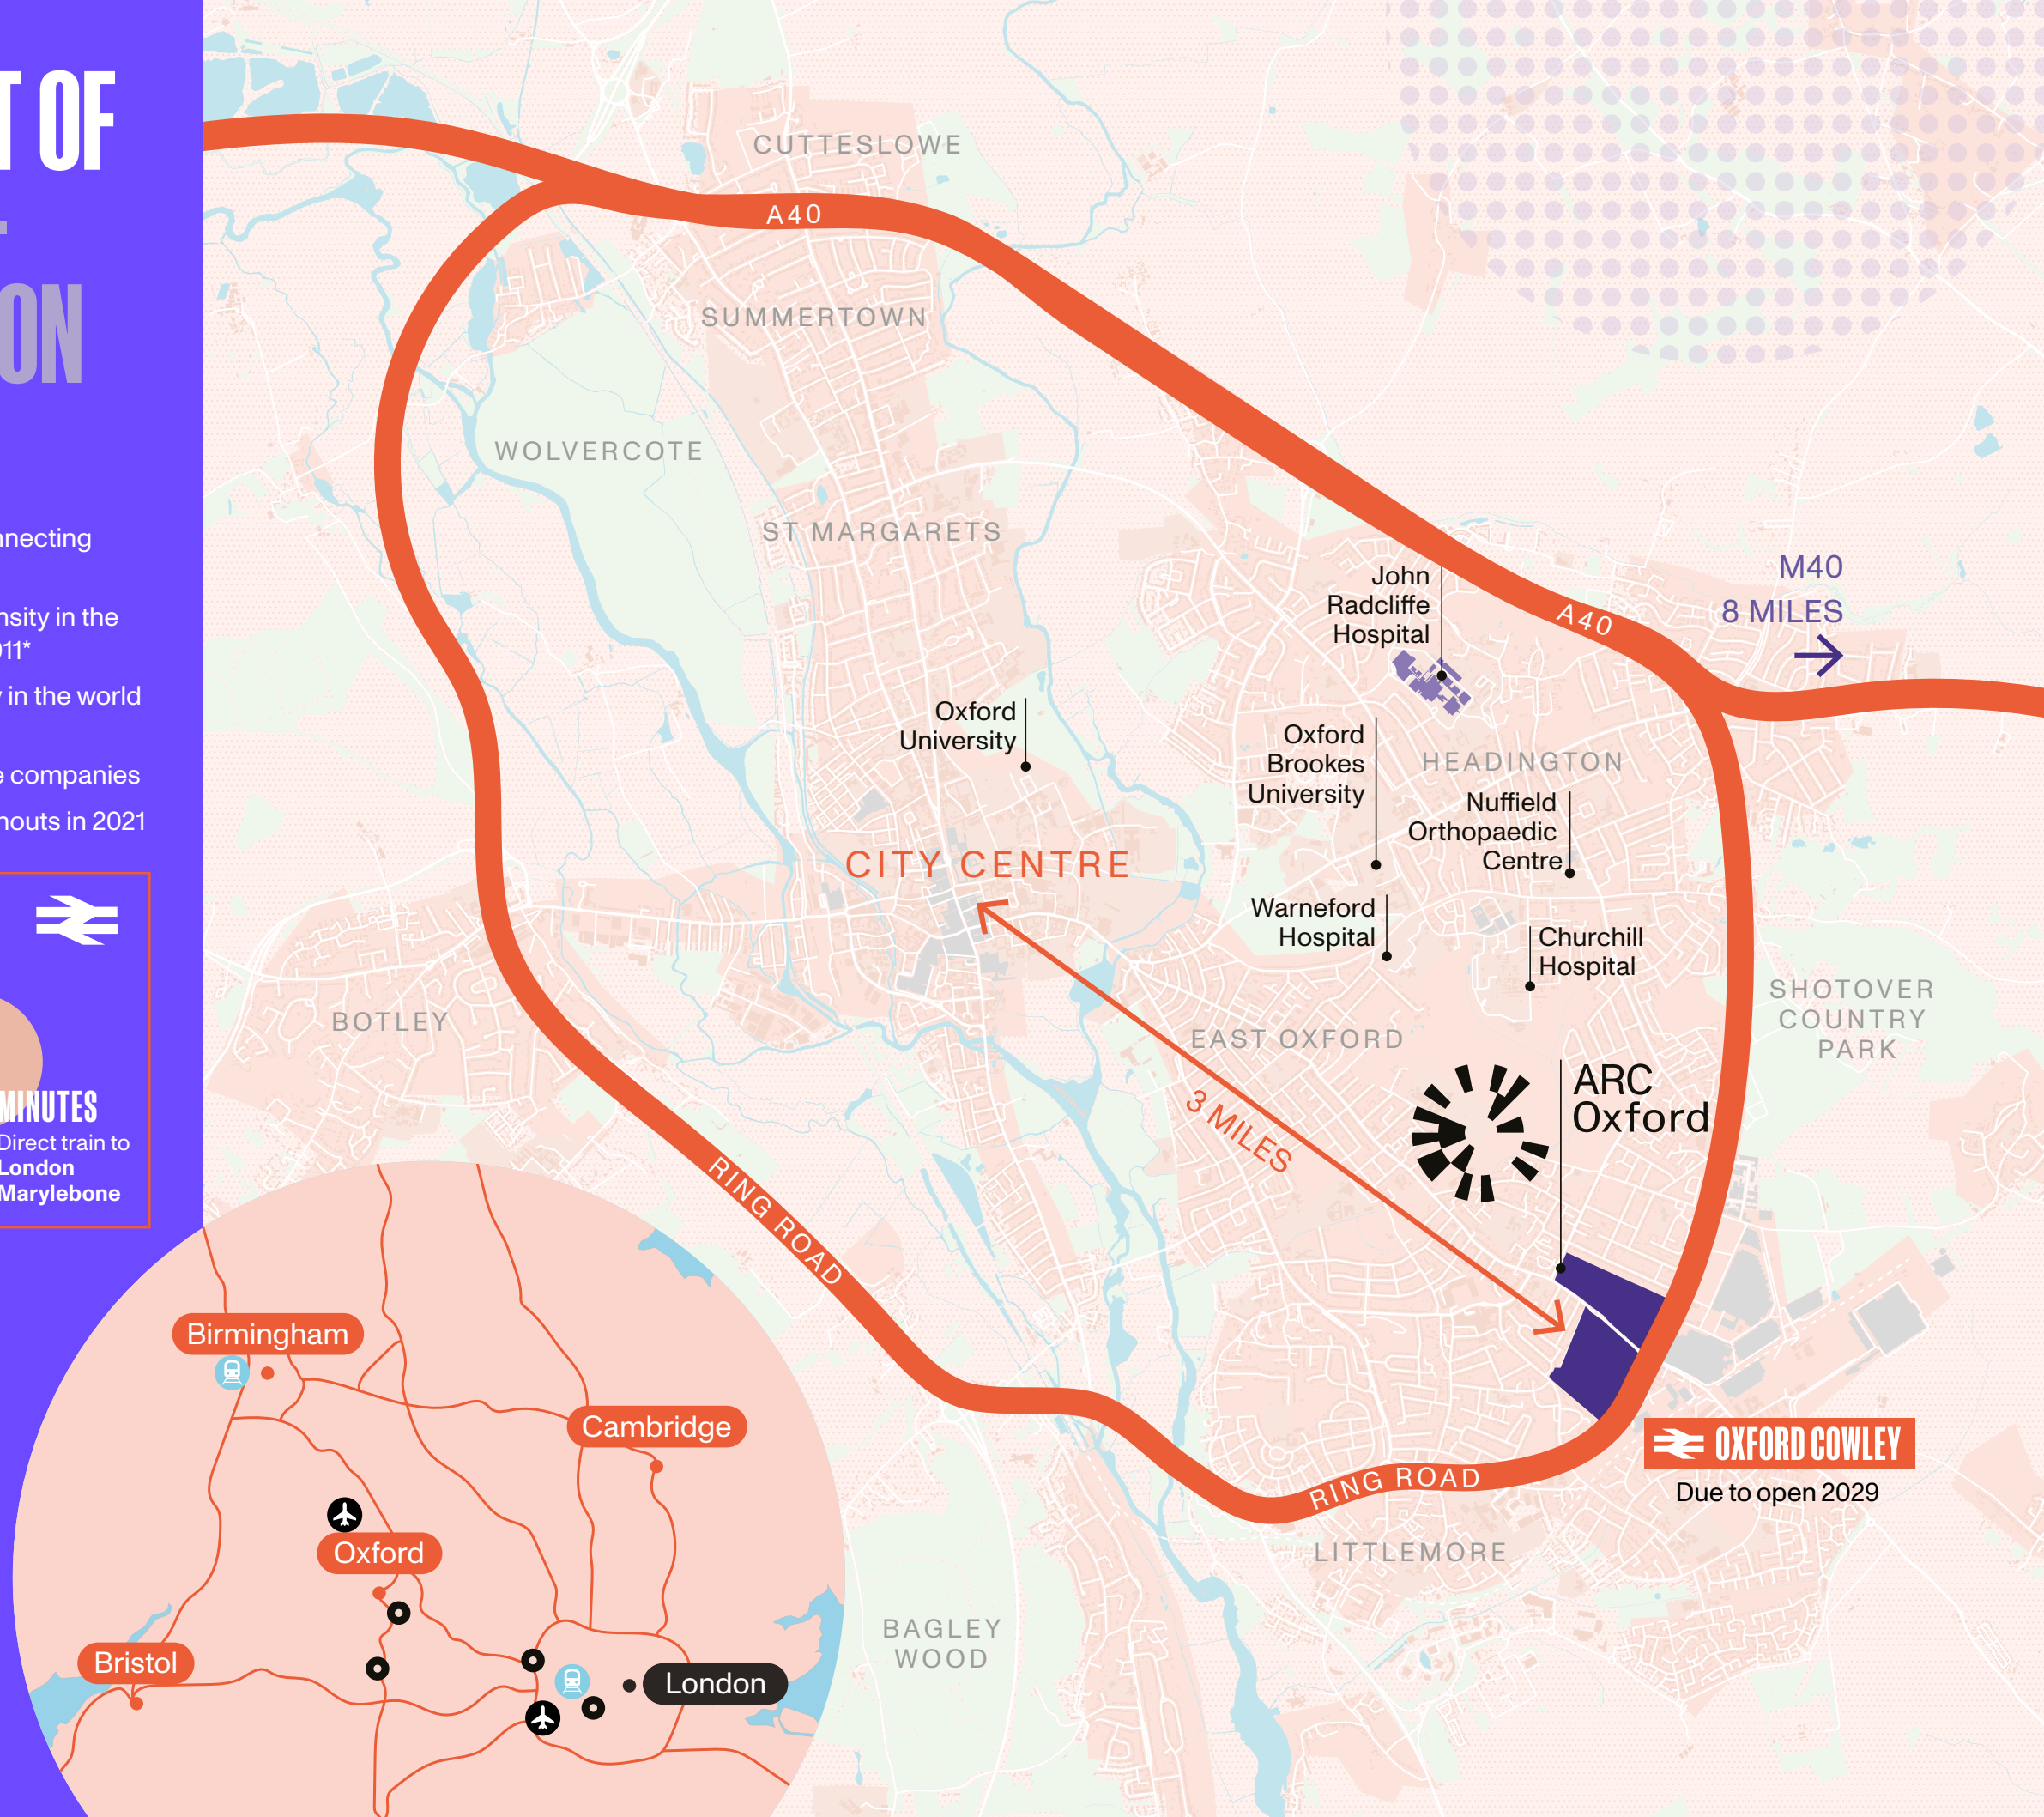 T OF
ON
nnecting
nsity in the
011*
y in the world
e companies
nouts in 2021
MINUTES
Direct train to
London
Marylebone
CUTTESLOWE
A40
SUMMERTOWN
WOLVERCOTE
ST MARGARETS
John
Radcliffe
Hospital
A40
M40
8 MILES
Oxford
University
Oxford
Brookes
University
HEADINGTON
Nuffield
Orthopaedic
Centre
CITY CENTRE
Warneford
Hospital
Churchill
Hospital
SHOTOVER
COUNTRY
PARK
BOTLEY
EAST OXFORD
ARC
Oxford
3 MILES
RING ROAD
OXFORD COWLEY
Due to open 2029
RING ROAD
LITTLEMORE
BAGLEY
WOOD
Birmingham
Cambridge
Oxford
Bristol
London